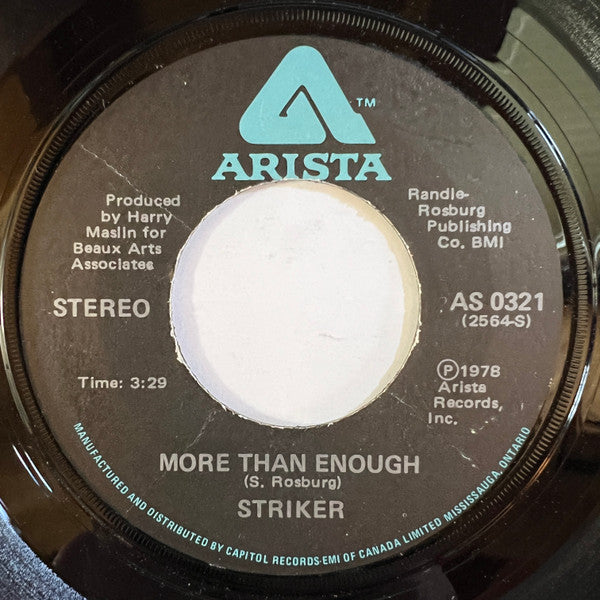 TM
ARISTA
Produced
by Harry
Maslin for
Beaux Arts
Associates
Randle-
Rosburg
Publishing
Co. BMI
STEREO
AS 0321
(2564-S)
Time: 3:29
Ⓟ1978
Arista
Records,
Inc.
MORE THAN ENOUGH
(S. Rosburg)
STRIKER
MANUFACTURED AND DISTRIBUTED BY CAPITOL RECORDS-EMI OF CANADA LIMITED MISSISSAUGA, ONTARIO